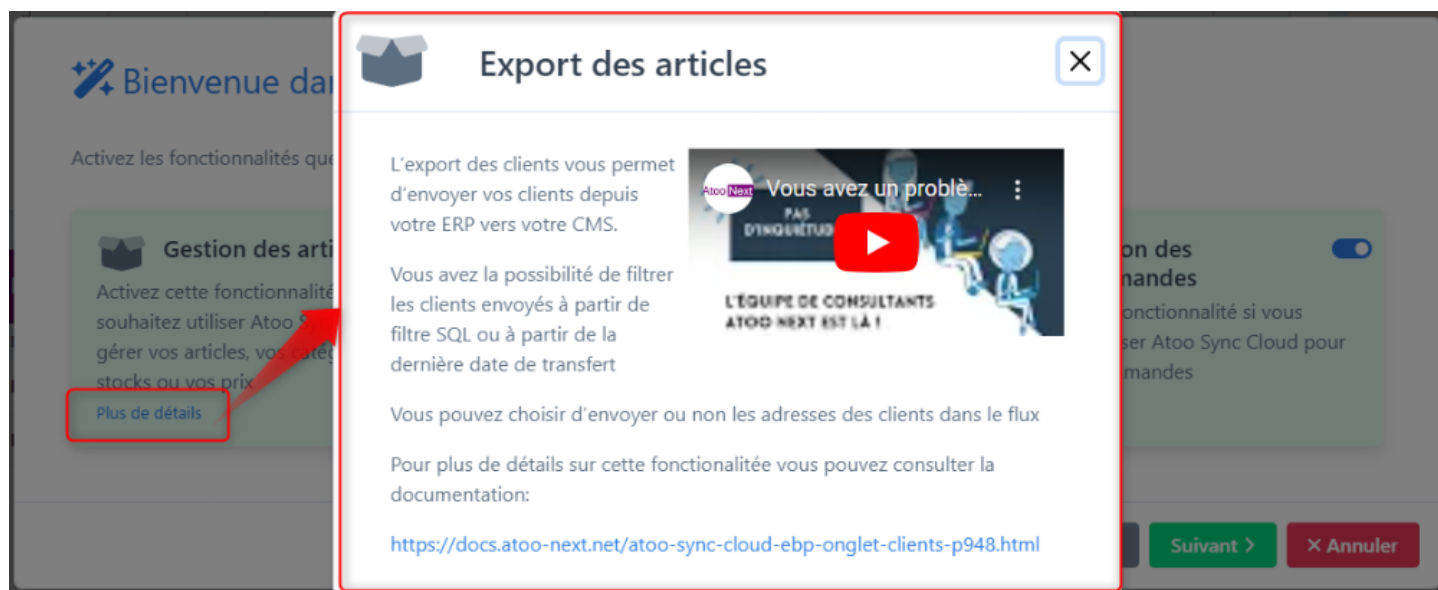 Bienvenue dan
Activez les fonctionnalités que
Gestion des arti
Activez cette fonctionnalité
souhaitez utiliser Atoo
gérer vos articles, vos
stocks ou vos prix
Plus de détails
Export des articles
L'export des clients vous permet
d'envoyer vos clients depuis
votre ERP vers votre CMS.
Vous avez la possibilité de filtrer
les clients envoyés à partir de
filtre SQL ou à partir de la
dernière date de transfert
Atoo Next
Vous avez un problè...
PAS
D'INQUIÉTUD
L'ÉQUIPE DE CONSULTANTS
ATOO NEXT EST LÀ !
Vous pouvez choisir d'envoyer ou non les adresses des clients dans le flux
Pour plus de détails sur cette fonctionalitée vous pouvez consulter la
documentation:
https://docs.atoo-next.net/atoo-sync-cloud-ebp-onglet-clients-p948.html
on des
mandes
onctionnalité si vous
ser Atoo Sync Cloud pour
mandes
Suivant >
× Annuler